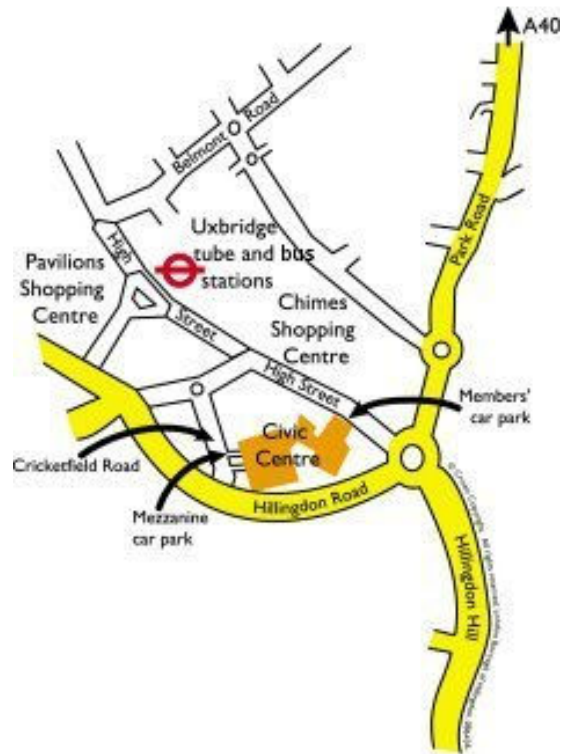 A40
Belmont Road
Park Road
Uxbridge
tube and bus
stations
High
Street
Pavilions
Shopping
Centre
Chimes
Shopping
Centre
High Street
Members'
car park
Civic
Centre
Cricketfield Road
Mezzanine
car park
Hillingdon Road
Hillingdon Hill